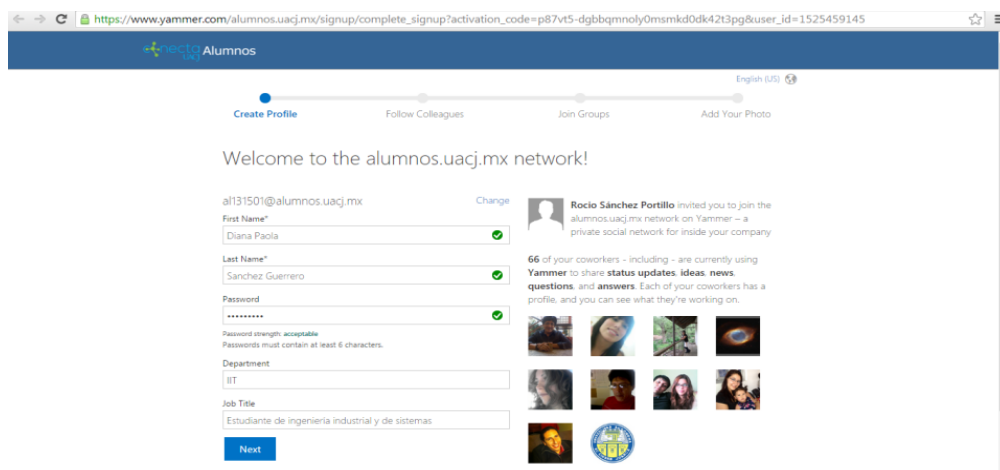 https://www.yammer.com/alumnos.uacj.mx/signup/complete_signup?activation_code=p87vt5-dgbbqmnoly0msmkd0dk42t3pg&user_id=1525459145
necta Alumnos
UACJ
English (US)
Create Profile Follow Colleagues Join Groups Add Your Photo
Welcome to the alumnos.uacj.mx network!
al131501@alumnos.uacj.mx Change
First Name*
Diana Paola
Last Name*
Sanchez Guerrero
Password
•••••••••
Password strength: acceptable
Passwords must contain at least 6 characters.
Department
IIT
Job Title
Estudiante de ingenieria industrial y de sistemas
Next
Rocio Sánchez Portillo invited you to join the
alumnos.uacj.mx network on Yammer – a
private social network for inside your company
66 of your coworkers - including - are currently using
Yammer to share status updates, ideas, news,
questions, and answers. Each of your coworkers has a
profile, and you can see what they're working on.